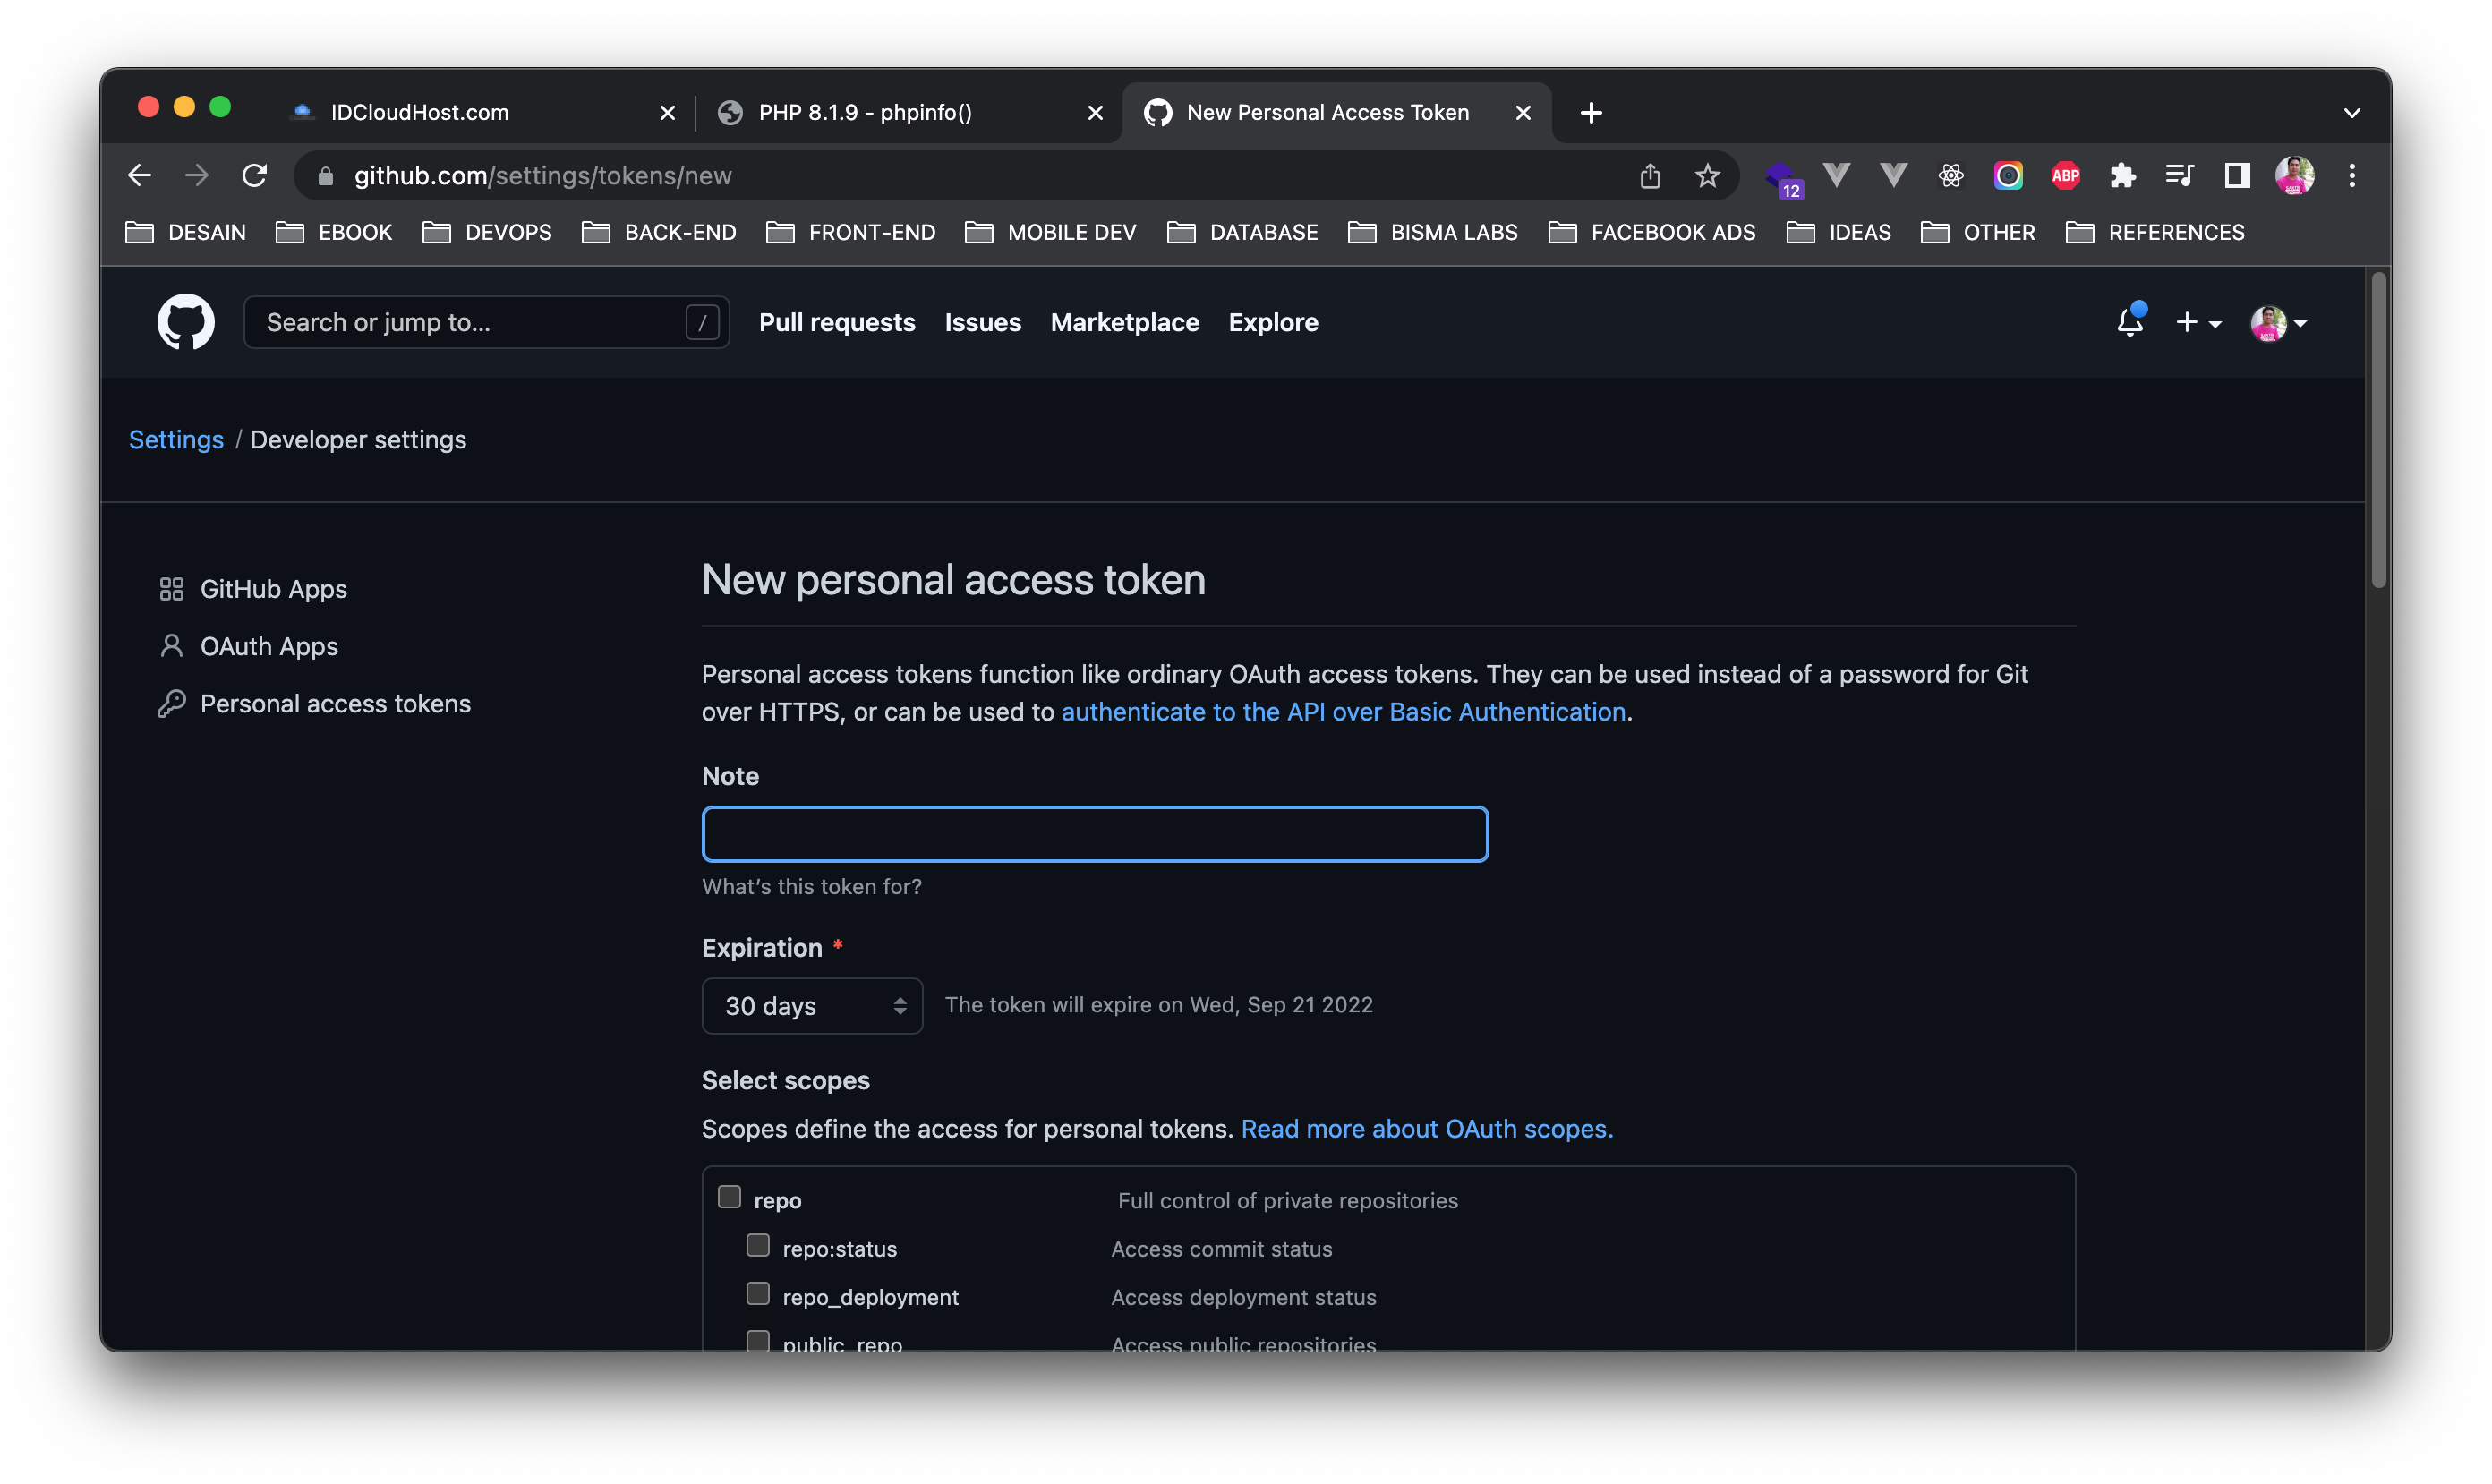 IDCloudHost.com
PHP 8.1.9 - phpinfo()
New Personal Access Token
github.com/settings/tokens/new
12
ABP
DESAIN
EBOOK
DEVOPS
BACK-END
FRONT-END
MOBILE DEV
DATABASE
BISMA LABS
FACEBOOK ADS
IDEAS
OTHER
REFERENCES
Search or jump to... /
Pull requests
Issues
Marketplace
Explore
Settings / Developer settings
GitHub Apps
OAuth Apps
Personal access tokens
New personal access token
Personal access tokens function like ordinary OAuth access tokens. They can be used instead of a password for Git
over HTTPS, or can be used to authenticate to the API over Basic Authentication.
Note
What's this token for?
Expiration *
30 days
The token will expire on Wed, Sep 21 2022
Select scopes
Scopes define the access for personal tokens. Read more about OAuth scopes.
repo Full control of private repositories
repo:status Access commit status
repo_deployment Access deployment status
public_repo Access public repositories